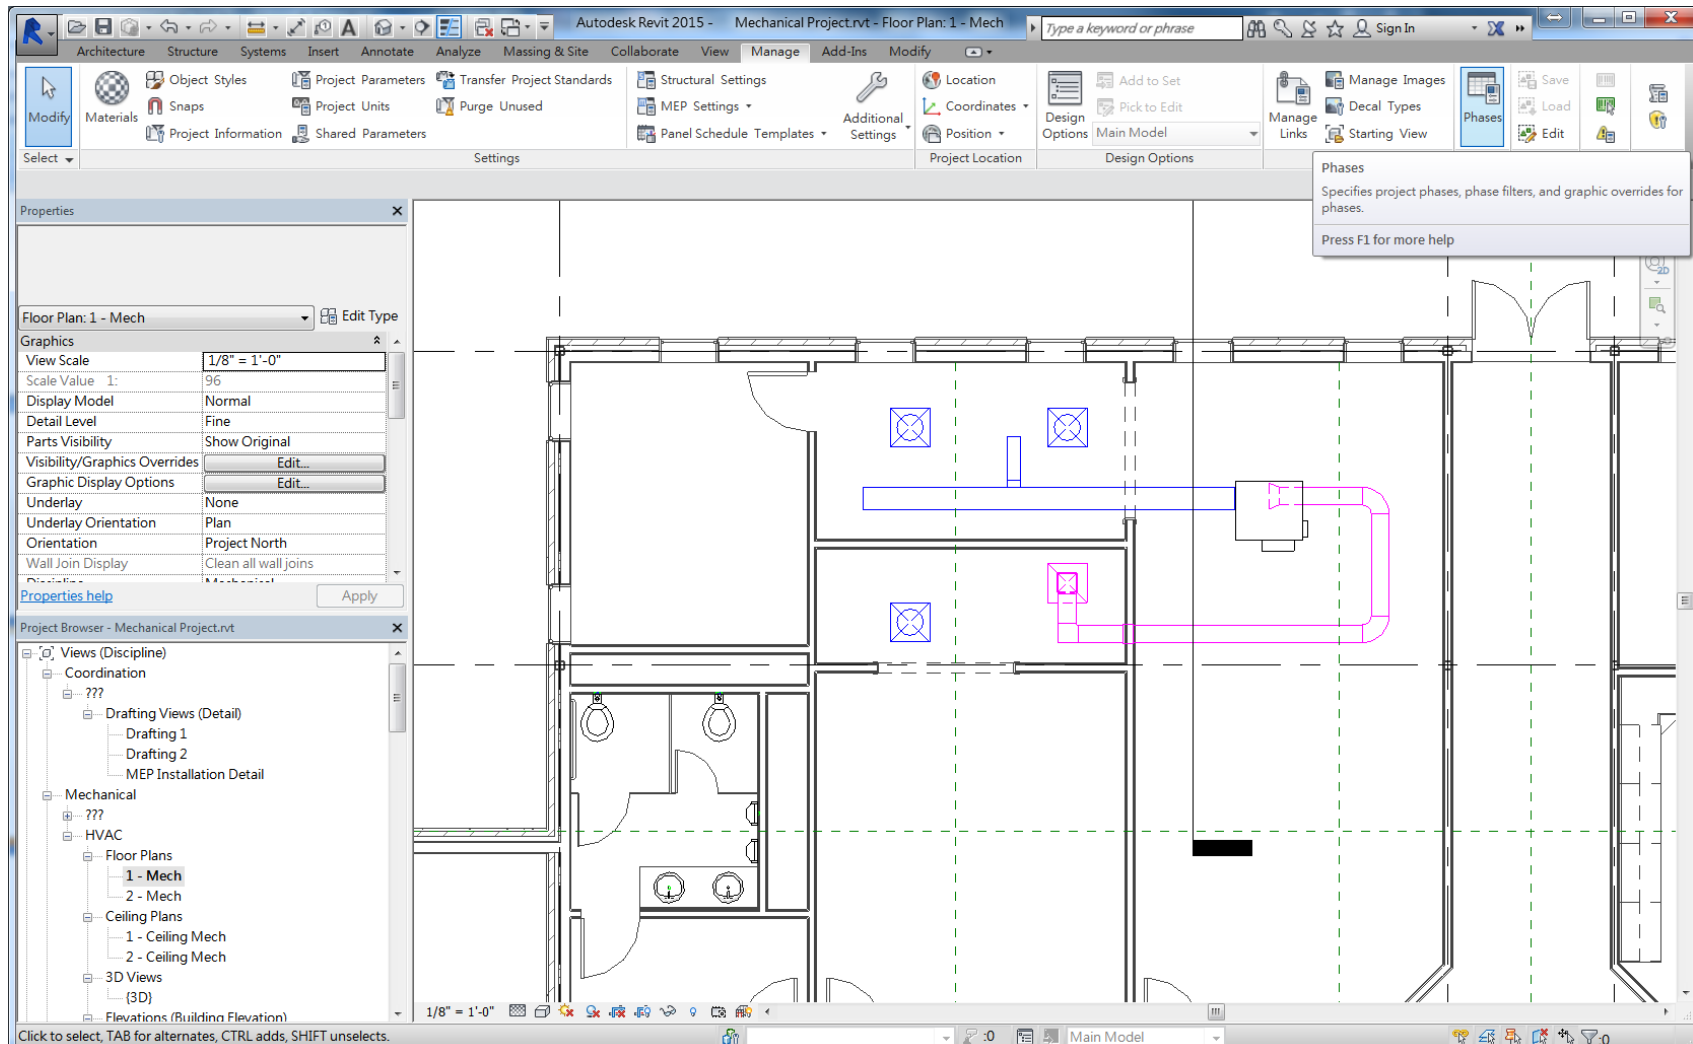 Autodesk Revit 2015 - Mechanical Project.rvt - Floor Plan: 1 - Mech
Type a keyword or phrase
Sign In
Architecture Structure Systems Insert Annotate Analyze Massing & Site Collaborate View Manage Add-Ins Modify
Modify
Materials
Object Styles
Snaps
Project Information
Project Parameters
Project Units
Shared Parameters
Transfer Project Standards
Purge Unused
Structural Settings
MEP Settings
Panel Schedule Templates
Additional
Settings
Location
Coordinates
Position
Design
Options
Add to Set
Pick to Edit
Main Model
Manage
Links
Manage Images
Decal Types
Starting View
Phases
Save
Load
Edit
Select
Settings
Project Location
Design Options
Phases
Specifies project phases, phase filters, and graphic overrides for
phases.
Press F1 for more help
2D
Properties
Floor Plan: 1 - Mech
Edit Type
Graphics
View Scale 1/8" = 1'-0"
Scale Value 1: 96
Display Model Normal
Detail Level Fine
Parts Visibility Show Original
Visibility/Graphics Overrides Edit...
Graphic Display Options Edit...
Underlay None
Underlay Orientation Plan
Orientation Project North
Wall Join Display Clean all wall joins
Discipline Mechanical
Properties help
Apply
Project Browser - Mechanical Project.rvt
Views (Discipline)
Coordination
???
Drafting Views (Detail)
Drafting 1
Drafting 2
MEP Installation Detail
Mechanical
???
HVAC
Floor Plans
1 - Mech
2 - Mech
Ceiling Plans
1 - Ceiling Mech
2 - Ceiling Mech
3D Views
{3D}
Elevations (Building Elevation)
1/8" = 1'-0"
Click to select, TAB for alternates, CTRL adds, SHIFT unselects.
:0
Main Model
:0